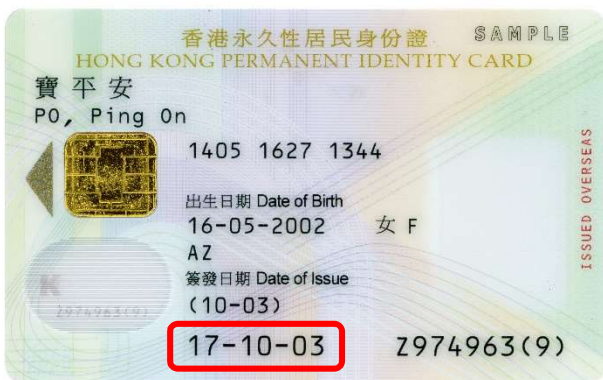 SAMPLE
香港永久性居民身份證
HONG KONG PERMANENT IDENTITY CARD
寶平安
PO, Ping On
1405 1627 1344
出生日期 Date of Birth
16-05-2002 女 F
AZ
簽發日期 Date of Issue
(10-03)
17-10-03 Z974963(9)
K
Z974963(9)
ISSUED OVERSEAS